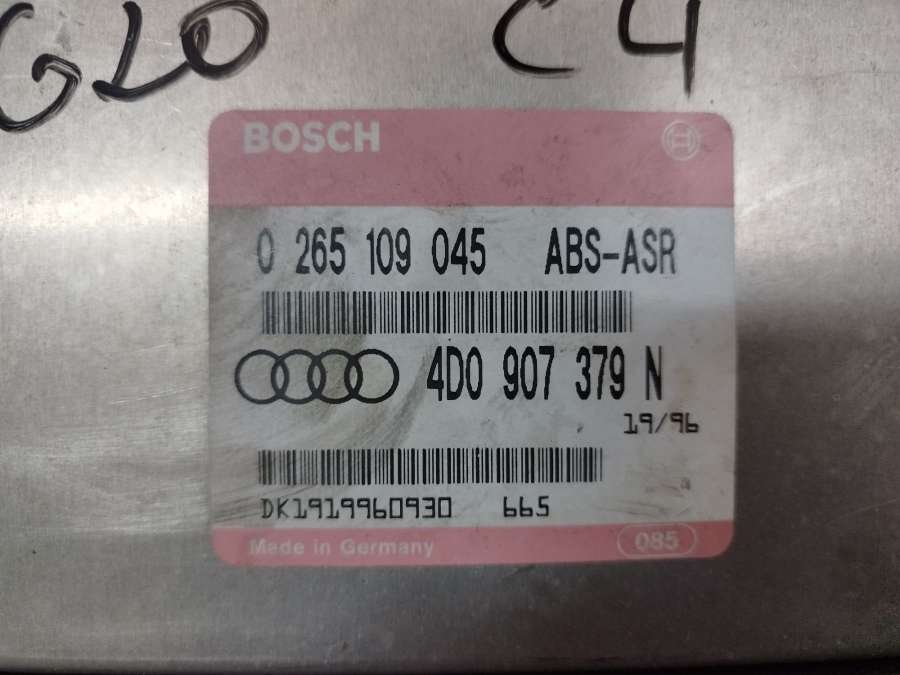 G20 C4
BOSCH
0 265 109 045 ABS-ASR
4D0 907 379 N
19/96
DK1919960930 665
Made in Germany 085